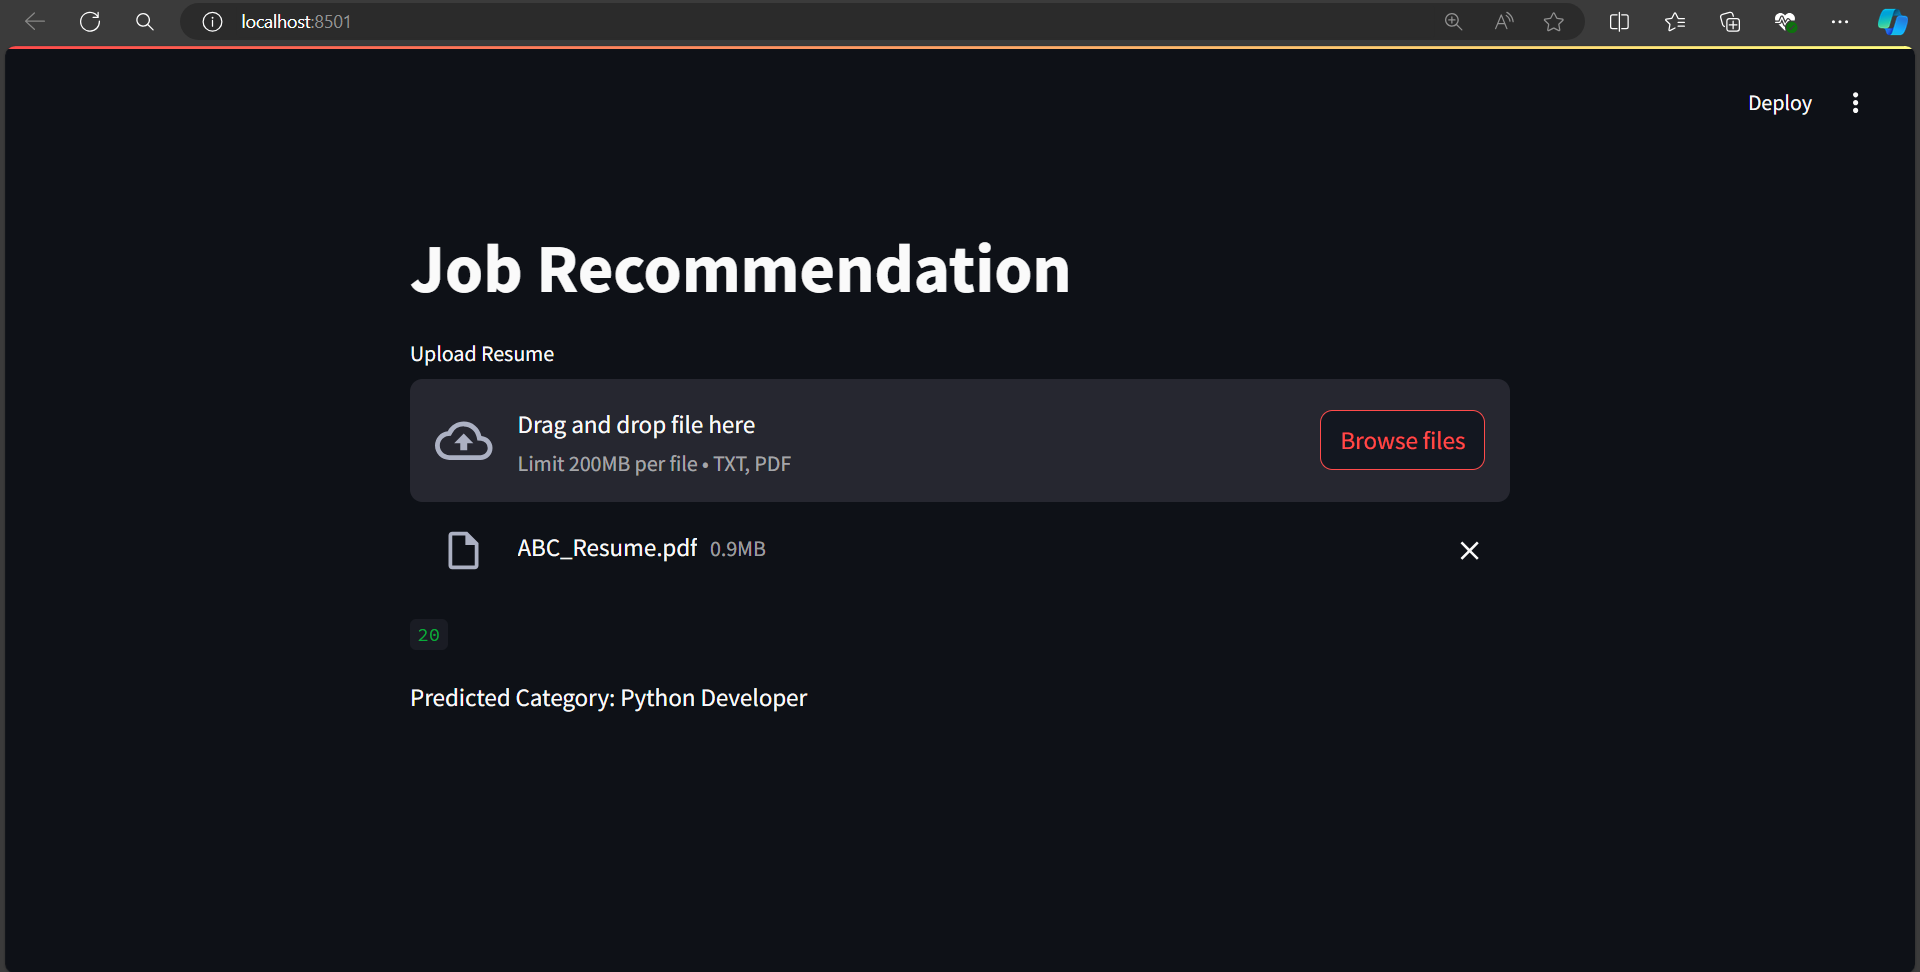 localhost:8501
Deploy
Job Recommendation
Upload Resume
Drag and drop file here
Limit 200MB per file • TXT, PDF
Browse files
ABC_Resume.pdf 0.9MB
20
Predicted Category: Python Developer